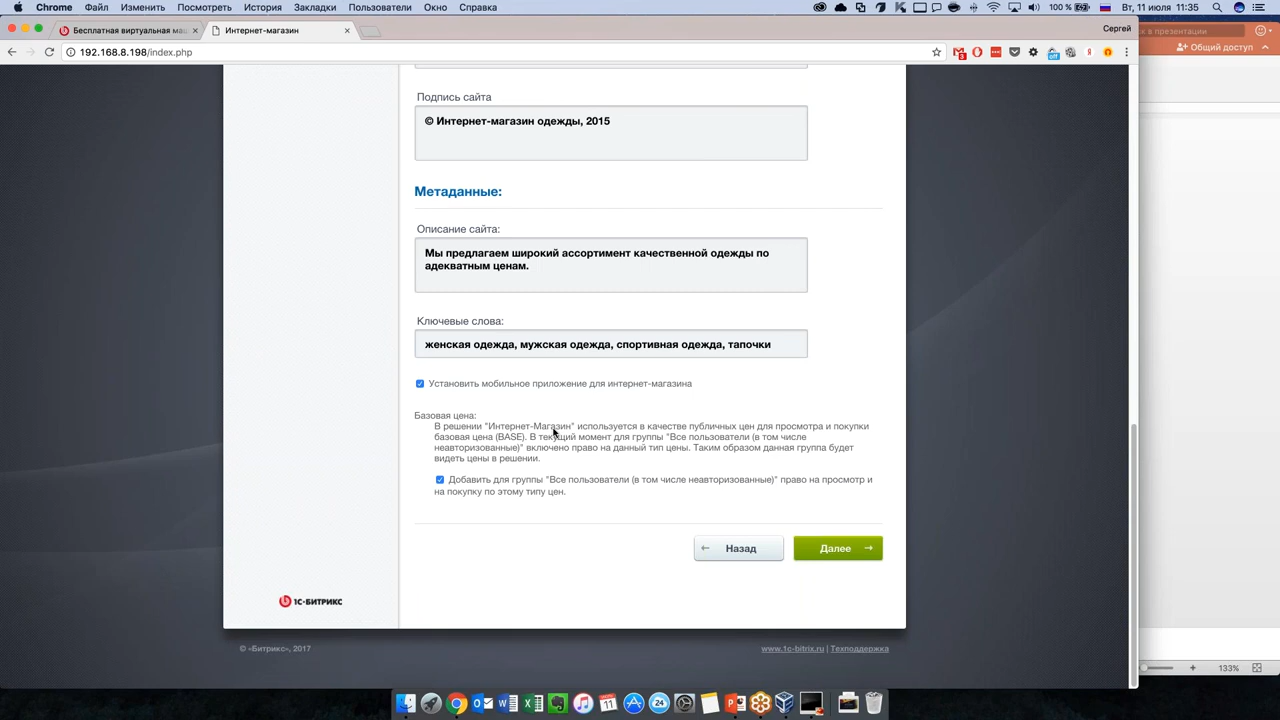 Chrome Файл Изменить Посмотреть История Закладки Пользователи Окно Справка
100 % Вт, 11 июля 11:35
Бесплатная виртуальная маш
Интернет-магазин
Сергей
к в презентации
192.168.8.198/index.php
Общий доступ
Подпись сайта
© Интернет-магазин одежды, 2015
Метаданные:
Описание сайта:
Мы предлагаем широкий ассортимент качественной одежды по
адекватным ценам.
Ключевые слова:
женская одежда, мужская одежда, спортивная одежда, тапочки
Установить мобильное приложение для интернет-магазина
Базовая цена:
В решении "Интернет-Магазин" используется в качестве публичных цен для просмотра и покупки
базовая цена (BASE). В текущий момент для группы "Все пользователи (в том числе
неавторизованные)" включено право на данный тип цены. Таким образом данная группа будет
видеть цены в решении.
Добавить для группы "Все пользователи (в том числе неавторизованные)" право на просмотр и
на покупку по этому типу цен.
← Назад
Далее →
1С-БИТРИКС
© «Битрикс», 2017
www.1c-bitrix.ru | Техподдержка
133%